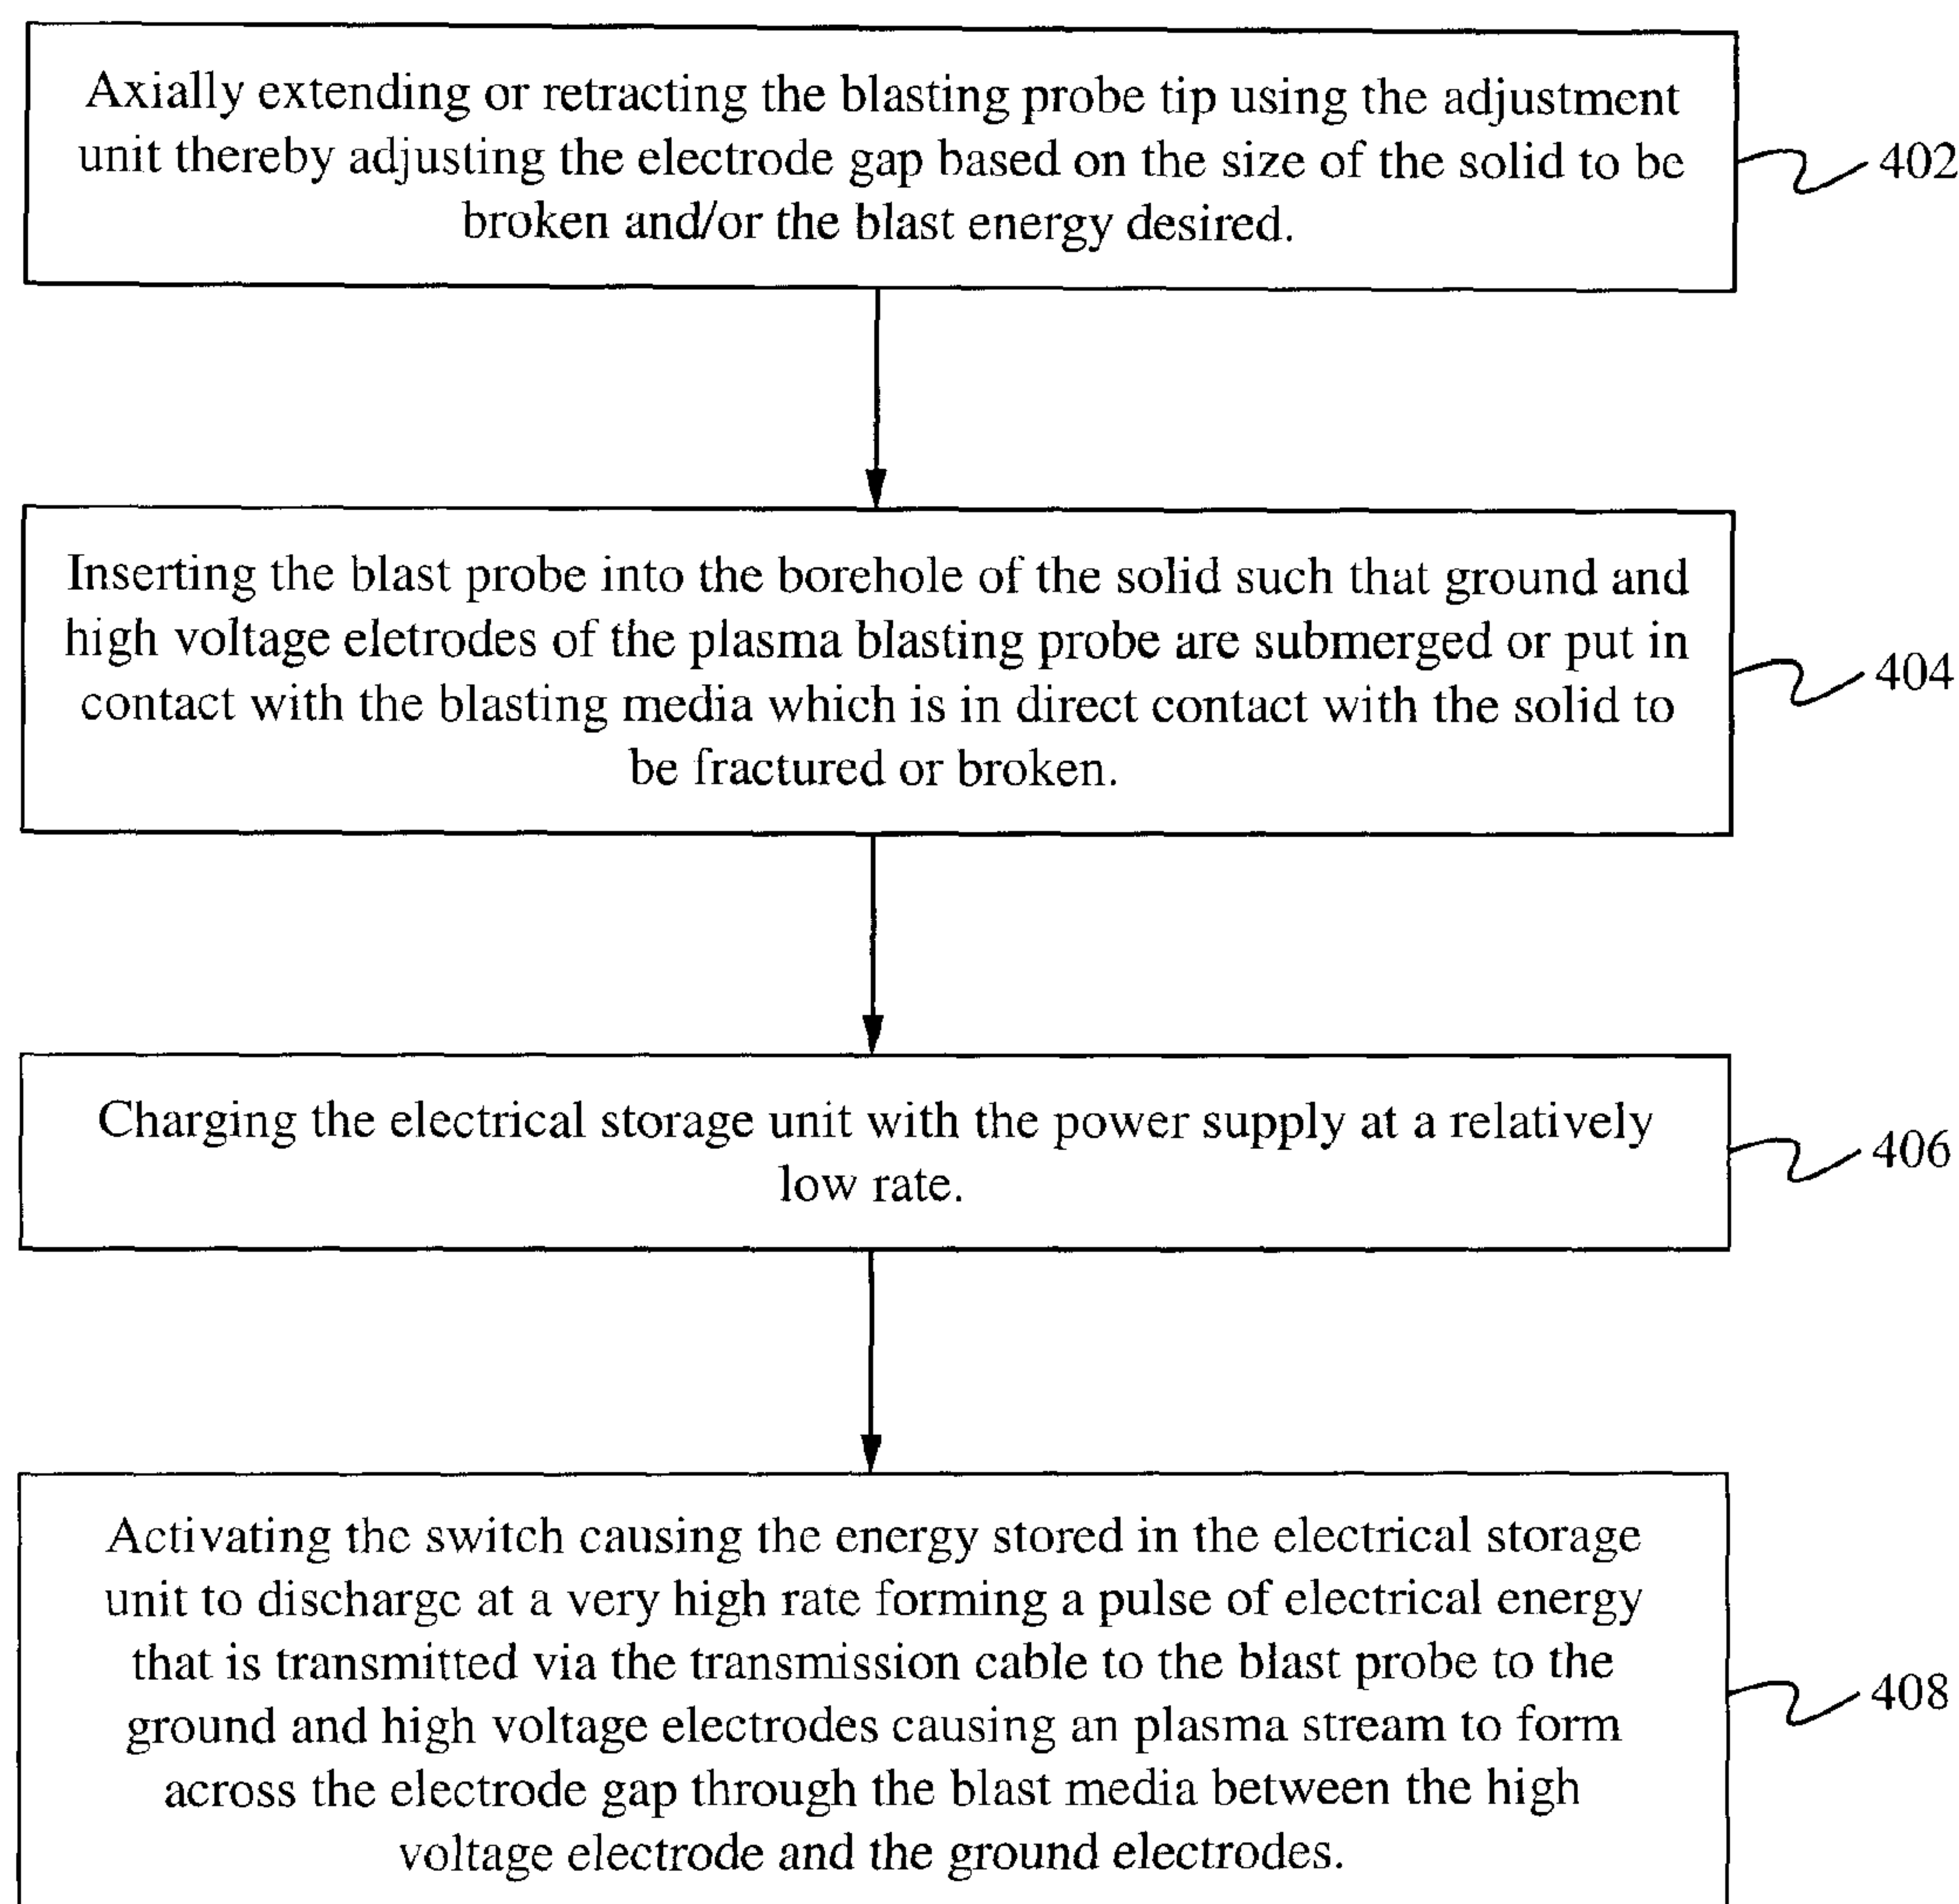 Axially extending or retracting the blasting probe tip using the adjustment
unit thereby adjusting the electrode gap based on the size of the solid to be
broken and/or the blast energy desired.
402
Inserting the blast probe into the borehole of the solid such that ground and
high voltage eletrodes of the plasma blasting probe are submerged or put in
contact with the blasting media which is in direct contact with the solid to
be fractured or broken.
404
Charging the electrical storage unit with the power supply at a relatively
low rate.
406
Activating the switch causing the energy stored in the electrical storage
unit to discharge at a very high rate forming a pulse of electrical energy
that is transmitted via the transmission cable to the blast probe to the
ground and high voltage electrodes causing an plasma stream to form
across the electrode gap through the blast media between the high
voltage electrode and the ground electrodes.
408